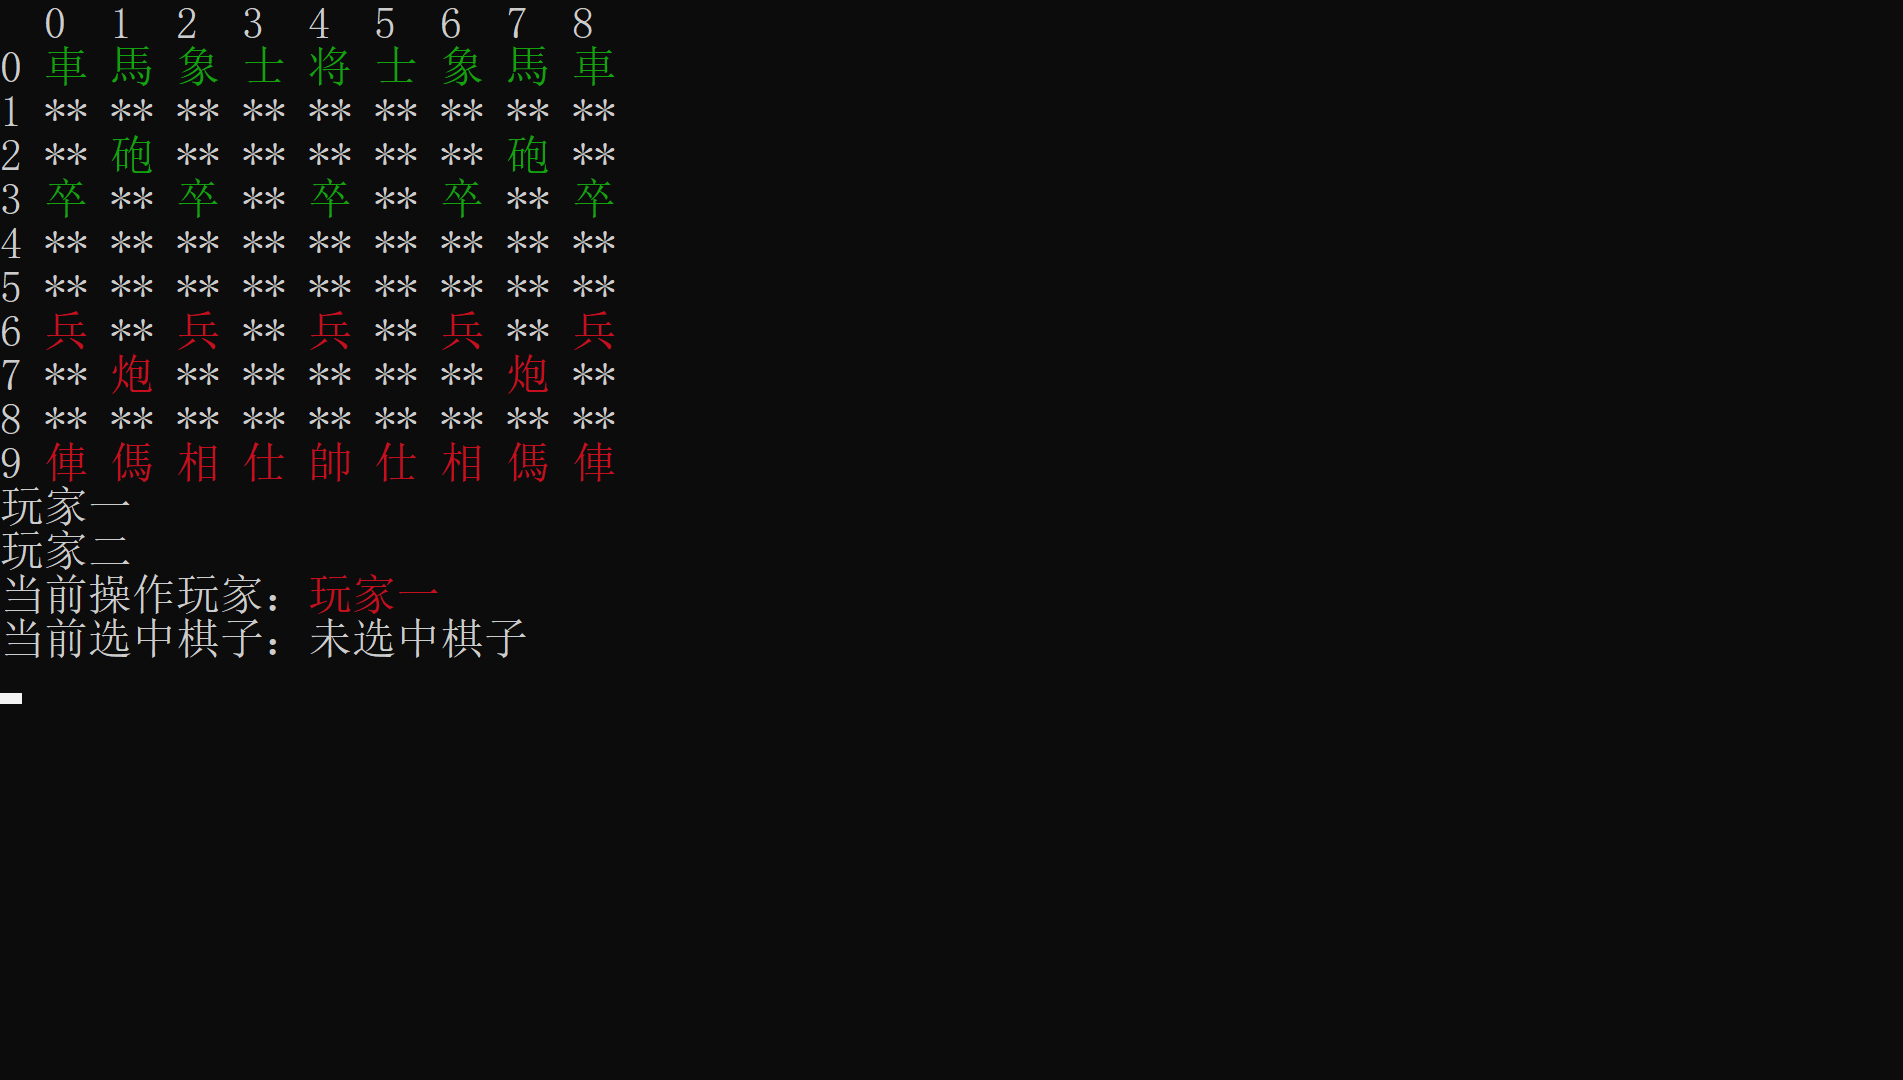 0 1 2 3 4 5 6 7 8
0 車 馬 象 士 将 士 象 馬 車
1 ** ** ** ** ** ** ** ** **
2 ** 砲 ** ** ** ** ** 砲 **
3 卒 ** 卒 ** 卒 ** 卒 ** 卒
4 ** ** ** ** ** ** ** ** **
5 ** ** ** ** ** ** ** ** **
6 兵 ** 兵 ** 兵 ** 兵 ** 兵
7 ** 炮 ** ** ** ** ** 炮 **
8 ** ** ** ** ** ** ** ** **
9 俥 傌 相 仕 帥 仕 相 傌 俥
玩家一
玩家二
当前操作玩家：玩家一
当前选中棋子：未选中棋子